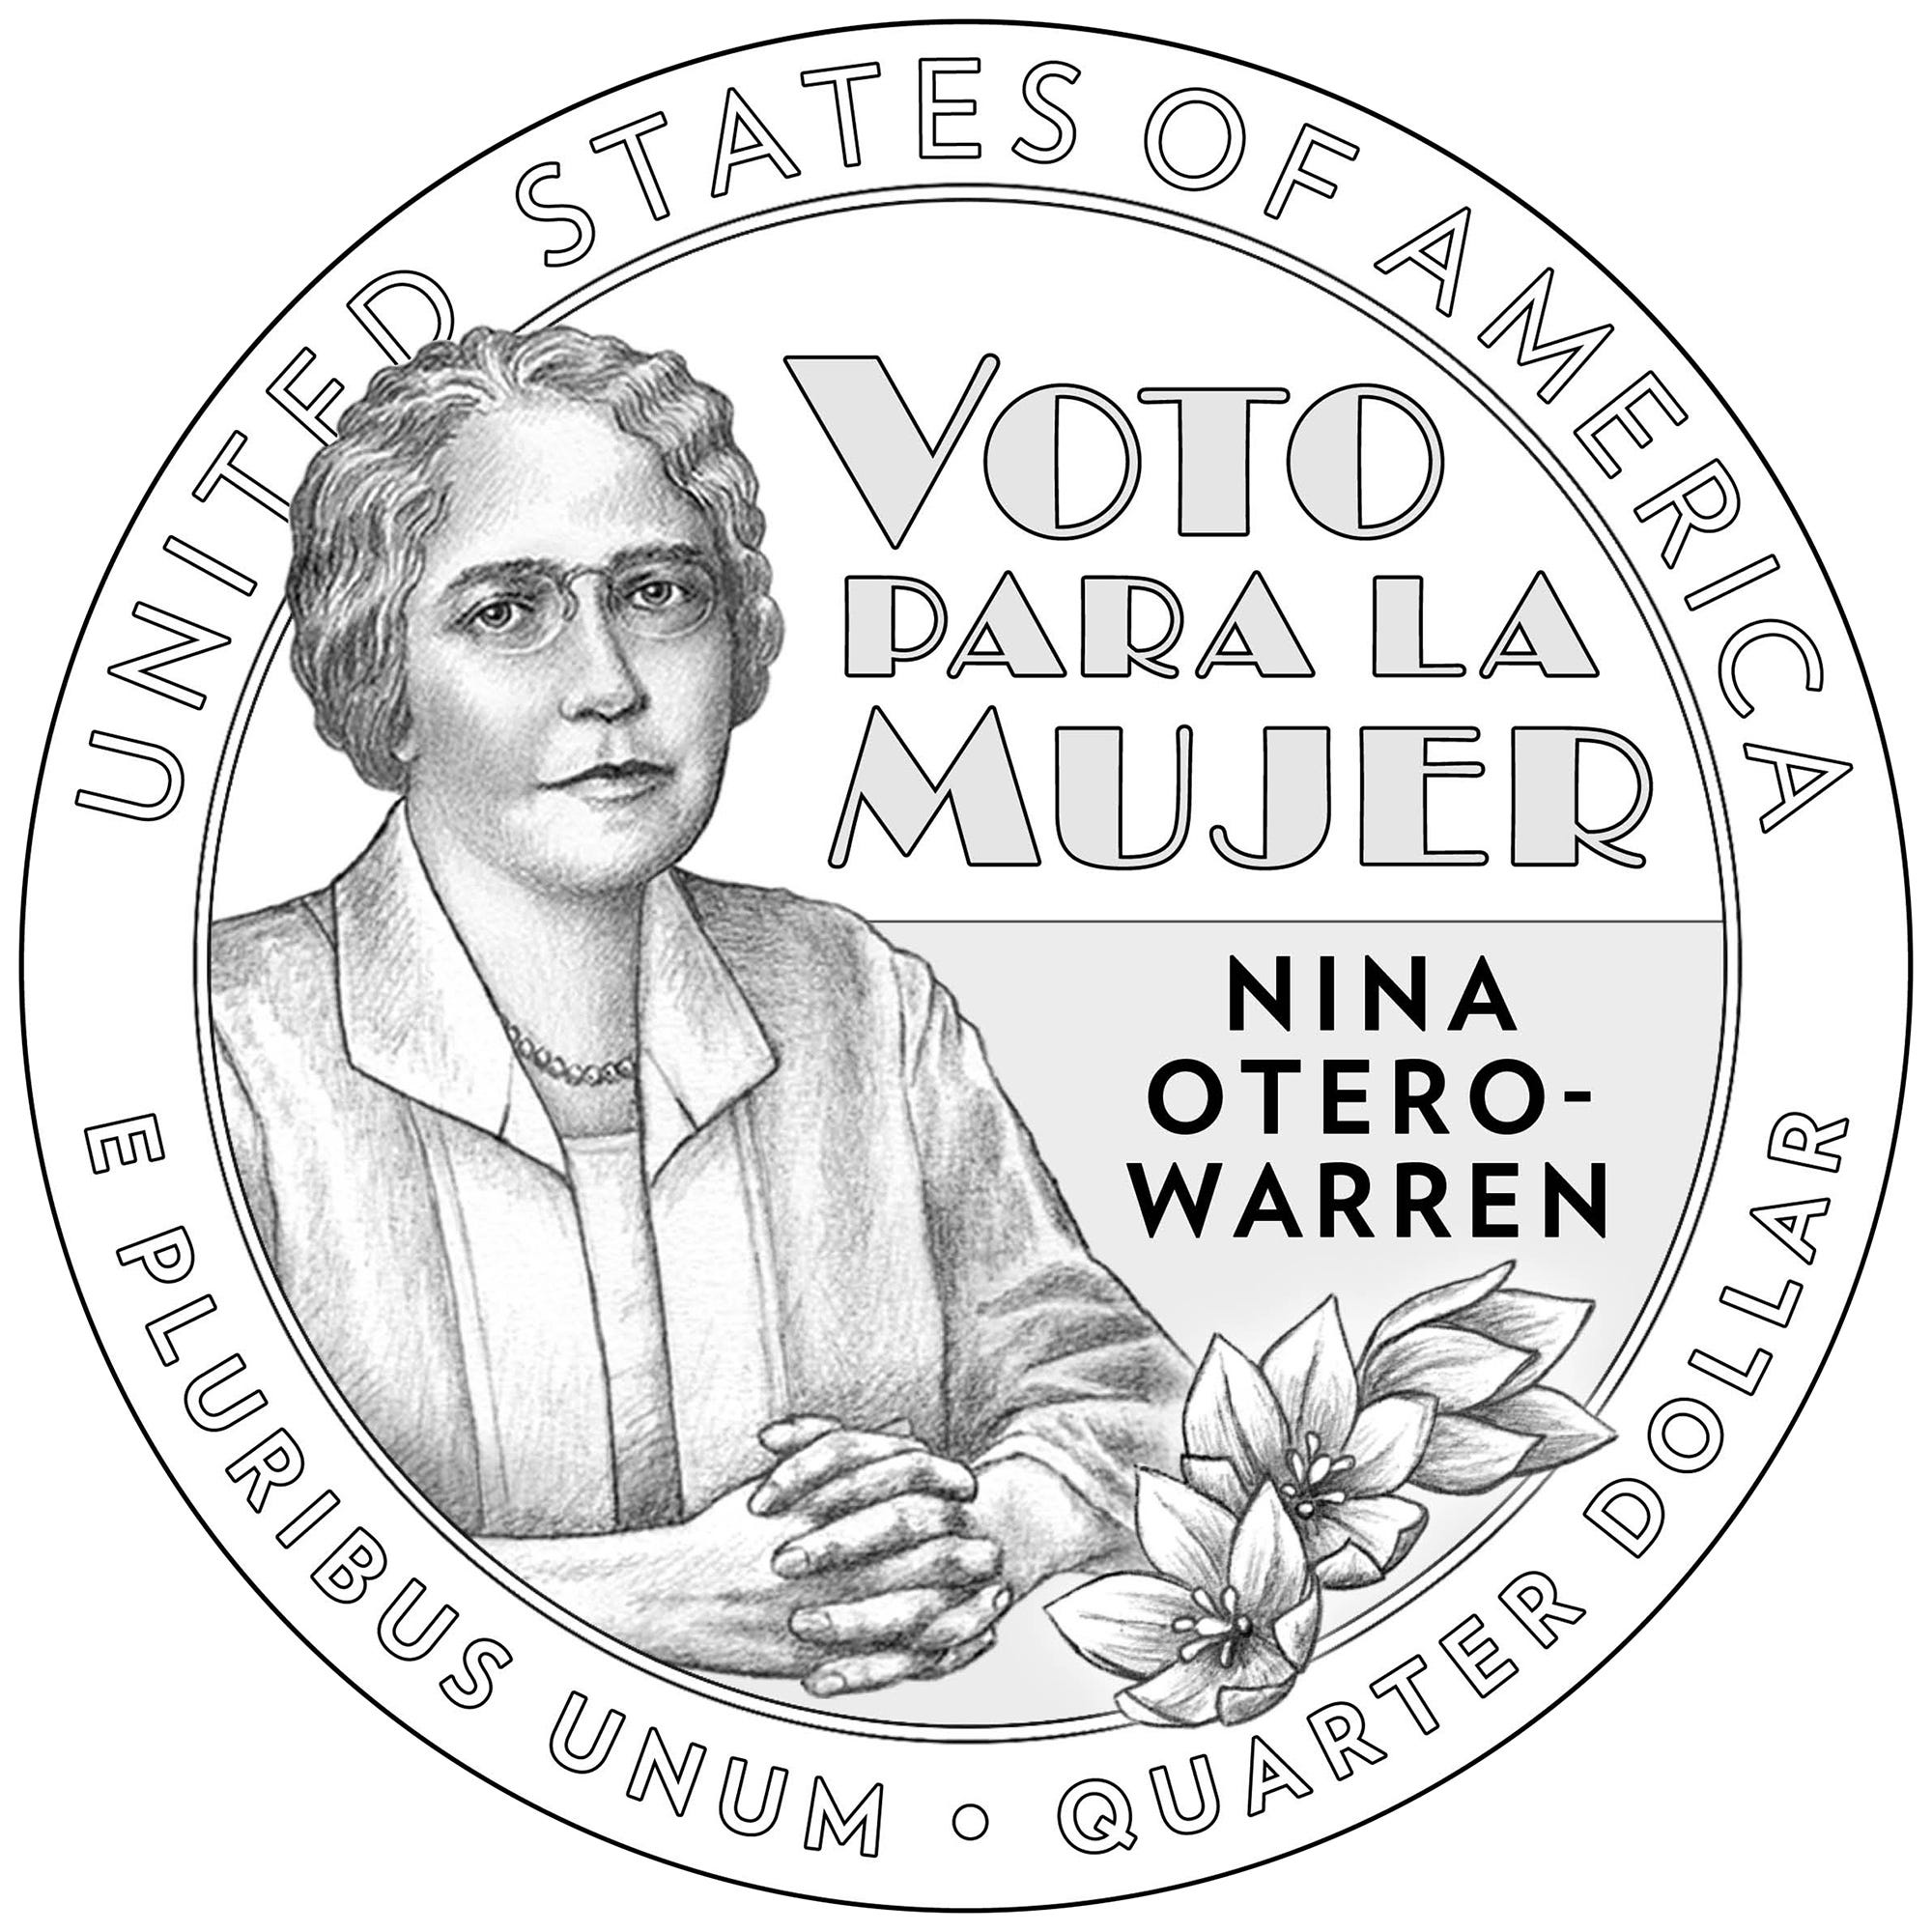 UNITED STATES OF AMERICA
VOTO
PARA LA
MUJER
NINA
OTERO-
WARREN
E PLURIBUS UNUM • QUARTER DOLLAR